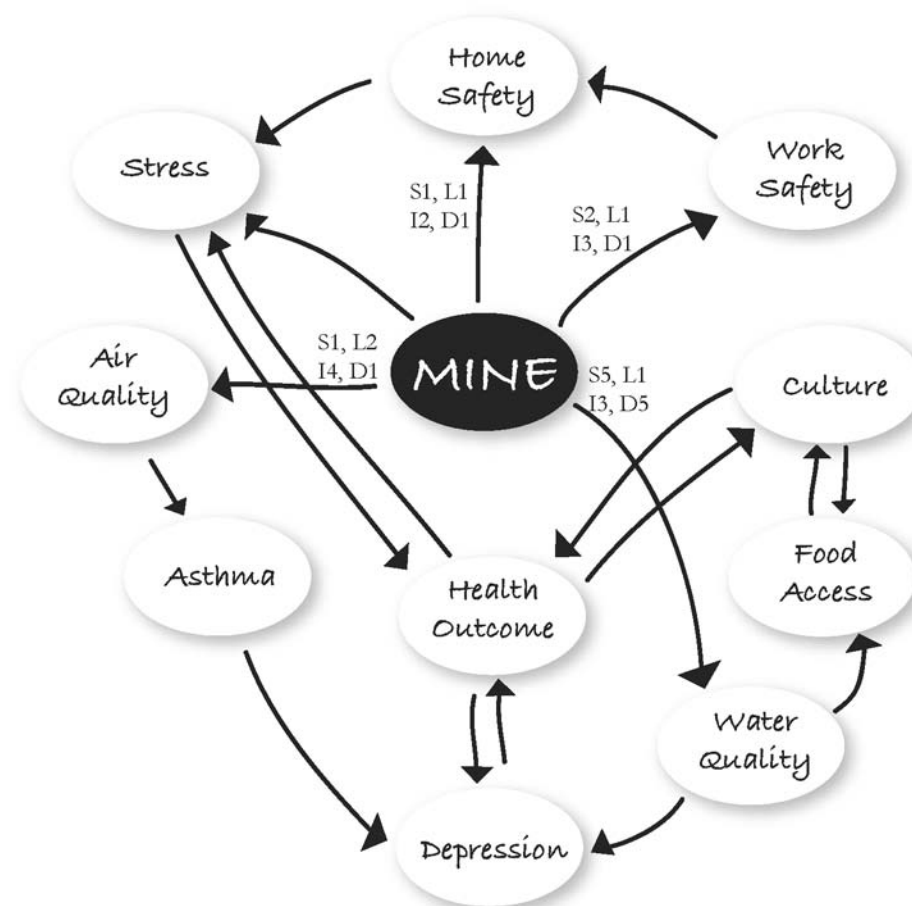 Home
Safety
Stress
Work
Safety
S1, L1
I2, D1
S2, L1
I3, D1
Air
Quality
S1, L2
I4, D1
MINE
S5, L1
I3, D5
Culture
Asthma
Health
Outcome
Food
Access
Water
Quality
Depression